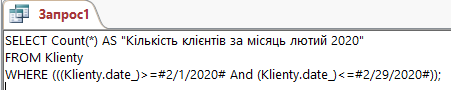 Запрос1
SELECT Count(*) AS "Кількість клієнтів за місяць лютий 2020"
FROM Klienty
WHERE (((Klienty.date_)>=#2/1/2020# And (Klienty.date_)<=#2/29/2020#));